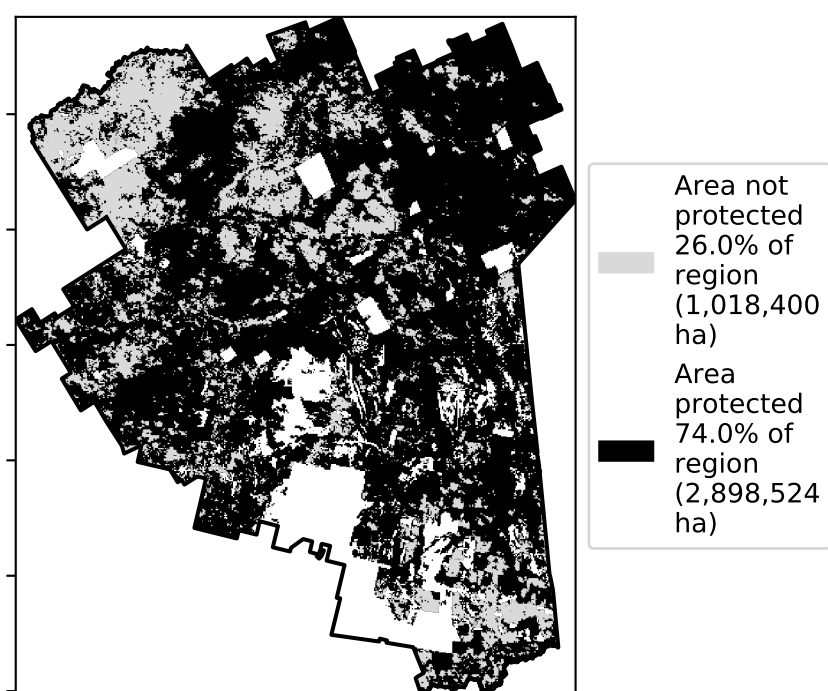 Area not
protected
26.0% of
region
(1,018,400
ha)
Area
protected
74.0% of
region
(2,898,524
ha)